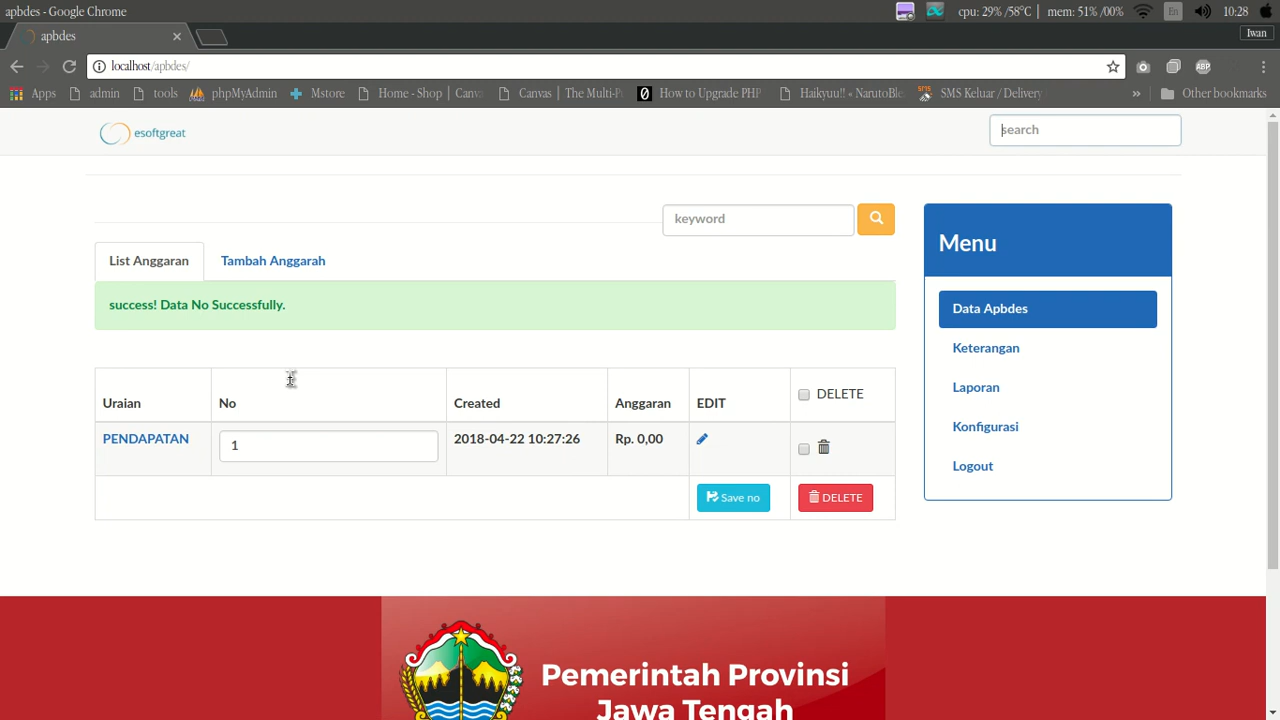 apbdes - Google Chrome
cpu: 29% /58°C
mem: 51% /00%
En
10:28
apbdes
Iwan
localhost/apbdes/
ABP
Apps
admin
tools
phpMyAdmin
Mstore
Home - Shop | Canv
Canvas | The Multi-P
How to Upgrade PHP
Haikyuu!! « NarutoBle
SMS Keluar / Delivery
»
Other bookmarks
esoftgreat
search
keyword
Menu
List Anggaran
Tambah Anggarah
success! Data No Successfully.
Data Apbdes
Keterangan
Laporan
Konfigurasi
Logout
Uraian
No
Created
Anggaran
EDIT
DELETE
PENDAPATAN
1
2018-04-22 10:27:26
Rp. 0,00
Save no
DELETE
Pemerintah Provinsi
Jawa Tengah